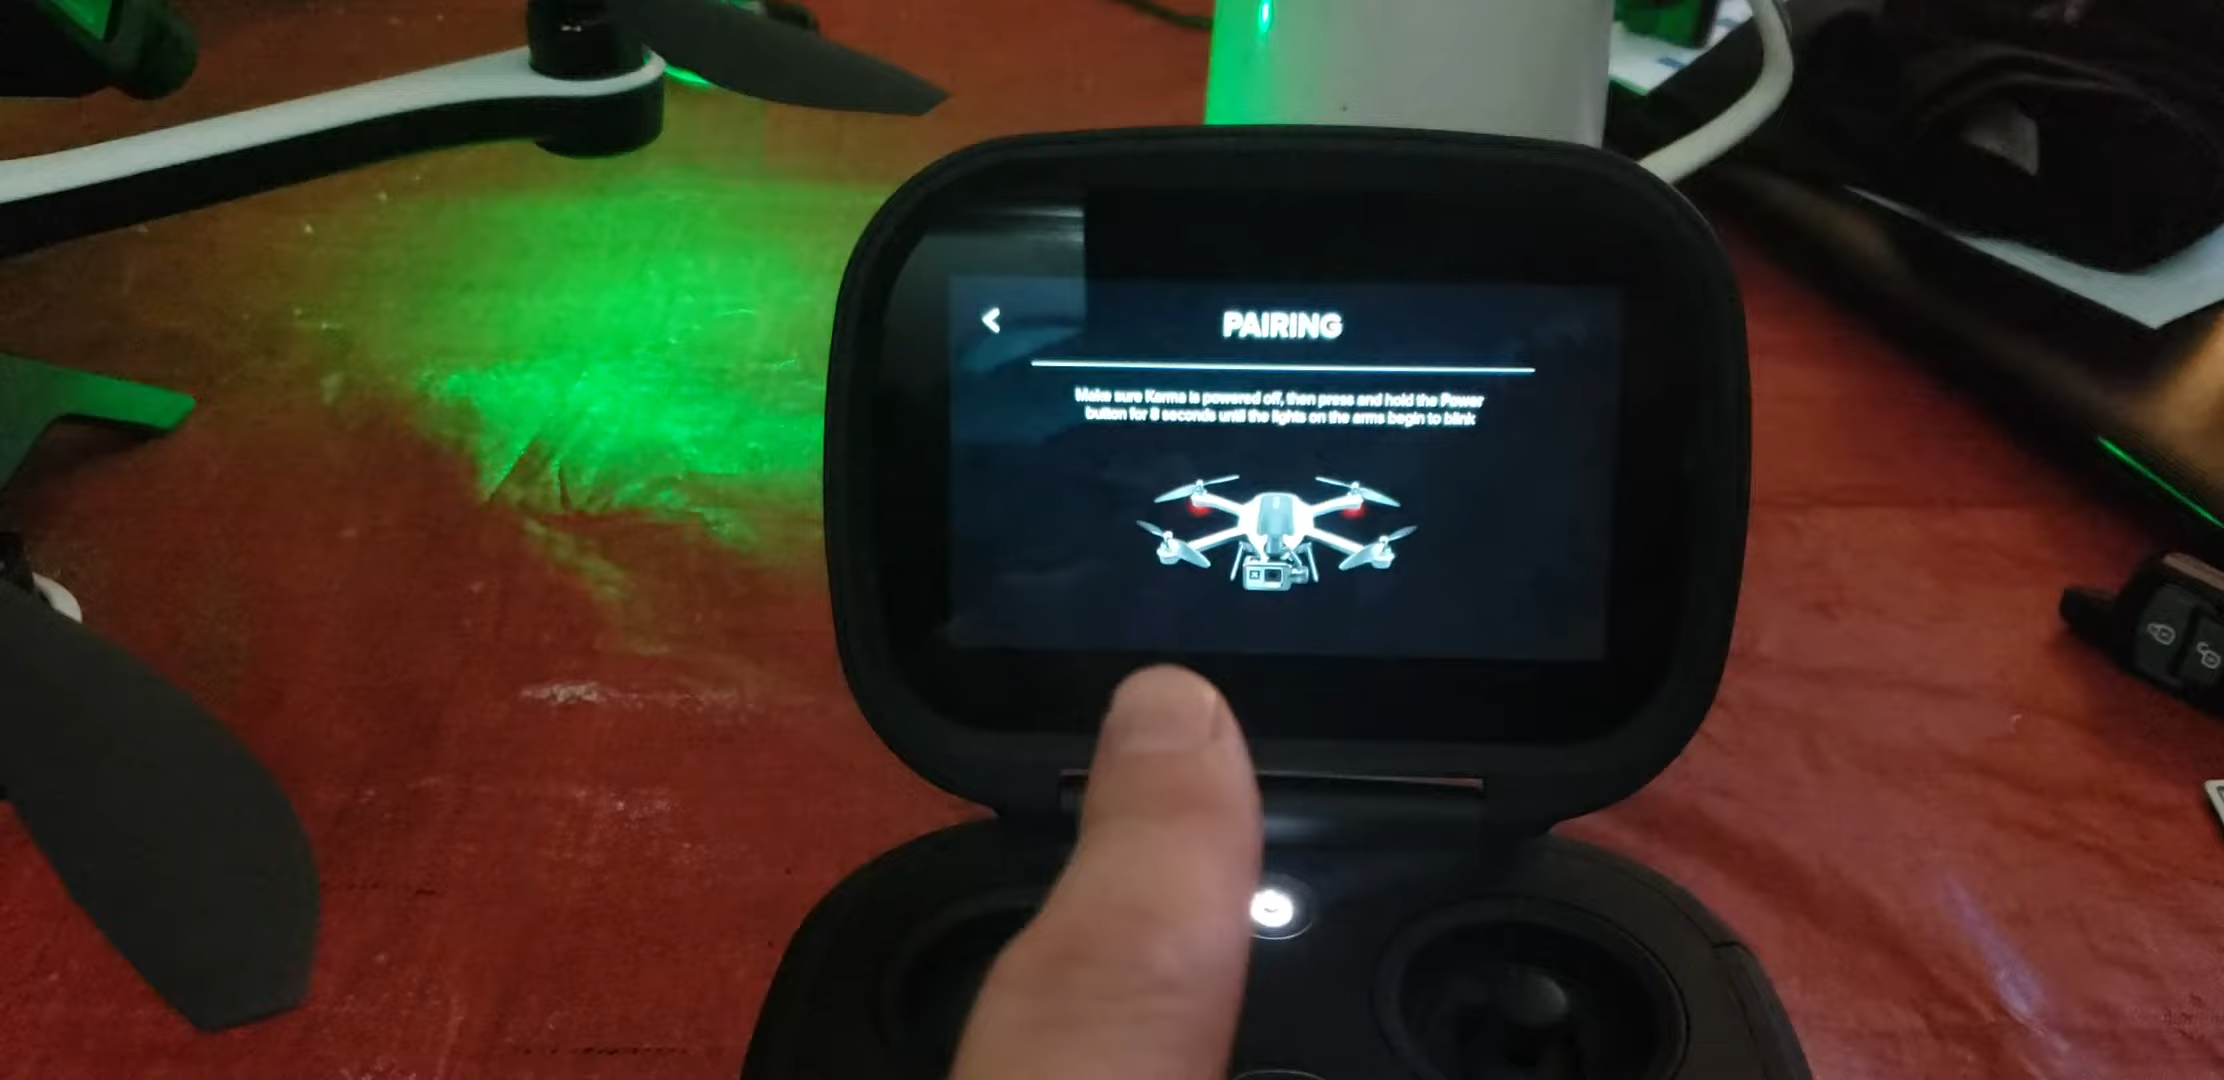 PAIRING
Make sure Karma is powered off, then press and hold the Power
button for 8 seconds until the lights on the arms begin to blink